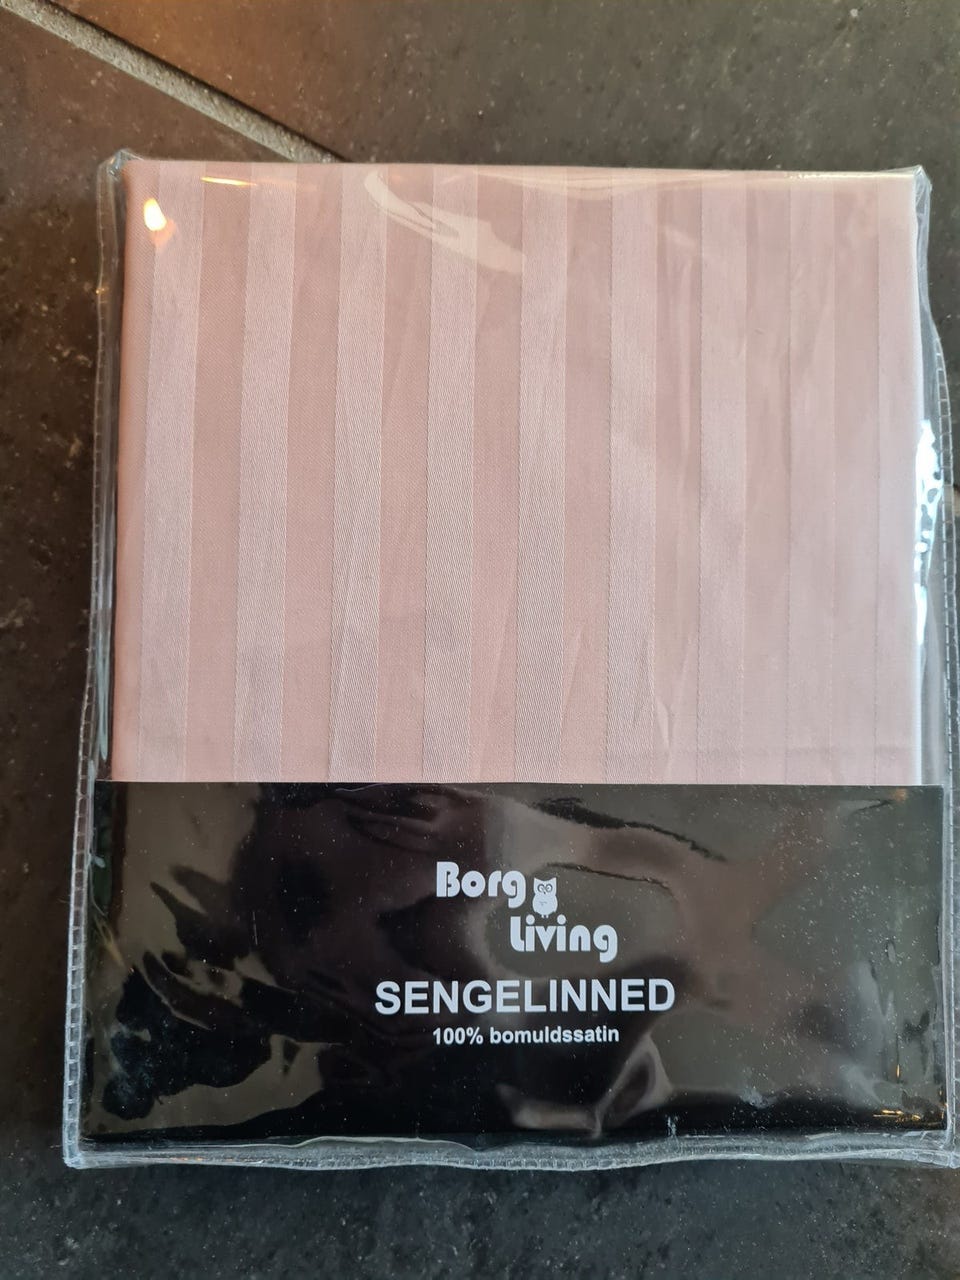 Borg
Living
SENGELINNED
100% bomuldssatin